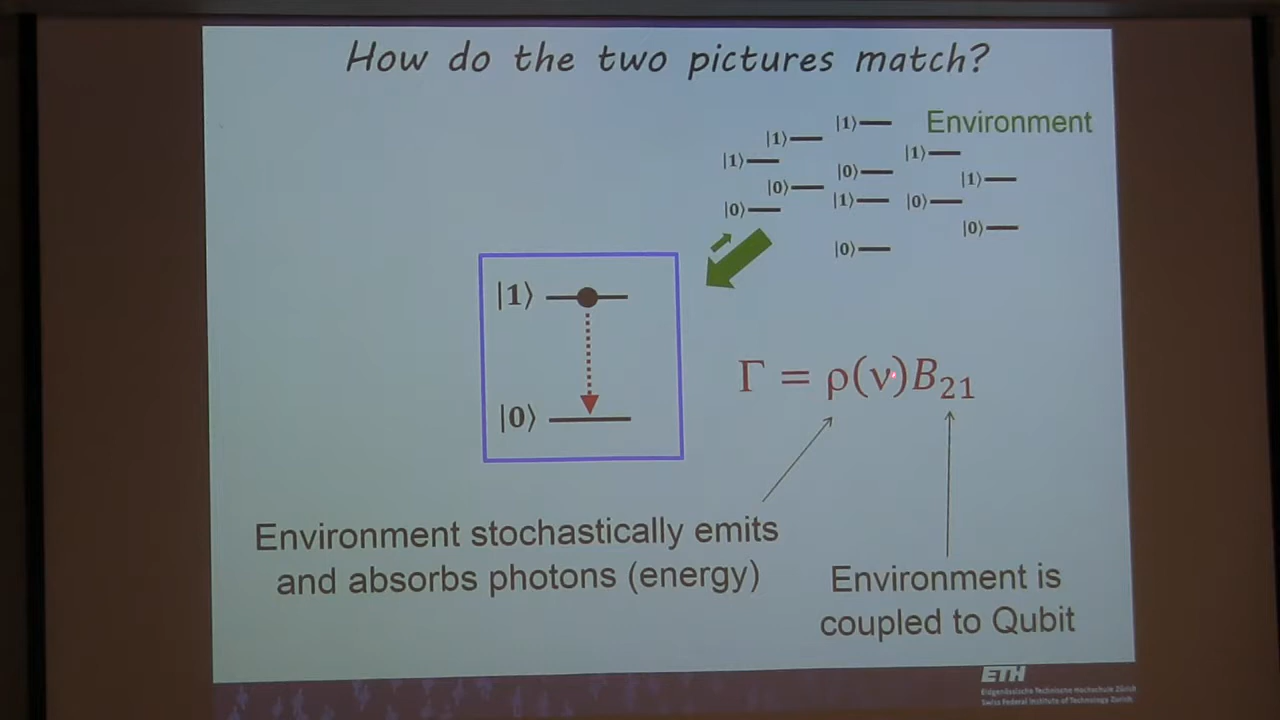 How do the two pictures match?
Environment
|1⟩
|1⟩
|1⟩
|1⟩
|0⟩
|1⟩
|0⟩
|1⟩
|0⟩
|0⟩
|0⟩
|0⟩
|1⟩
|0⟩
Γ = ρ(ν)B₂₁
Environment stochastically emits
and absorbs photons (energy)
Environment is
coupled to Qubit
ETH
Eidgenössische Technische Hochschule Zürich
Swiss Federal Institute of Technology Zurich